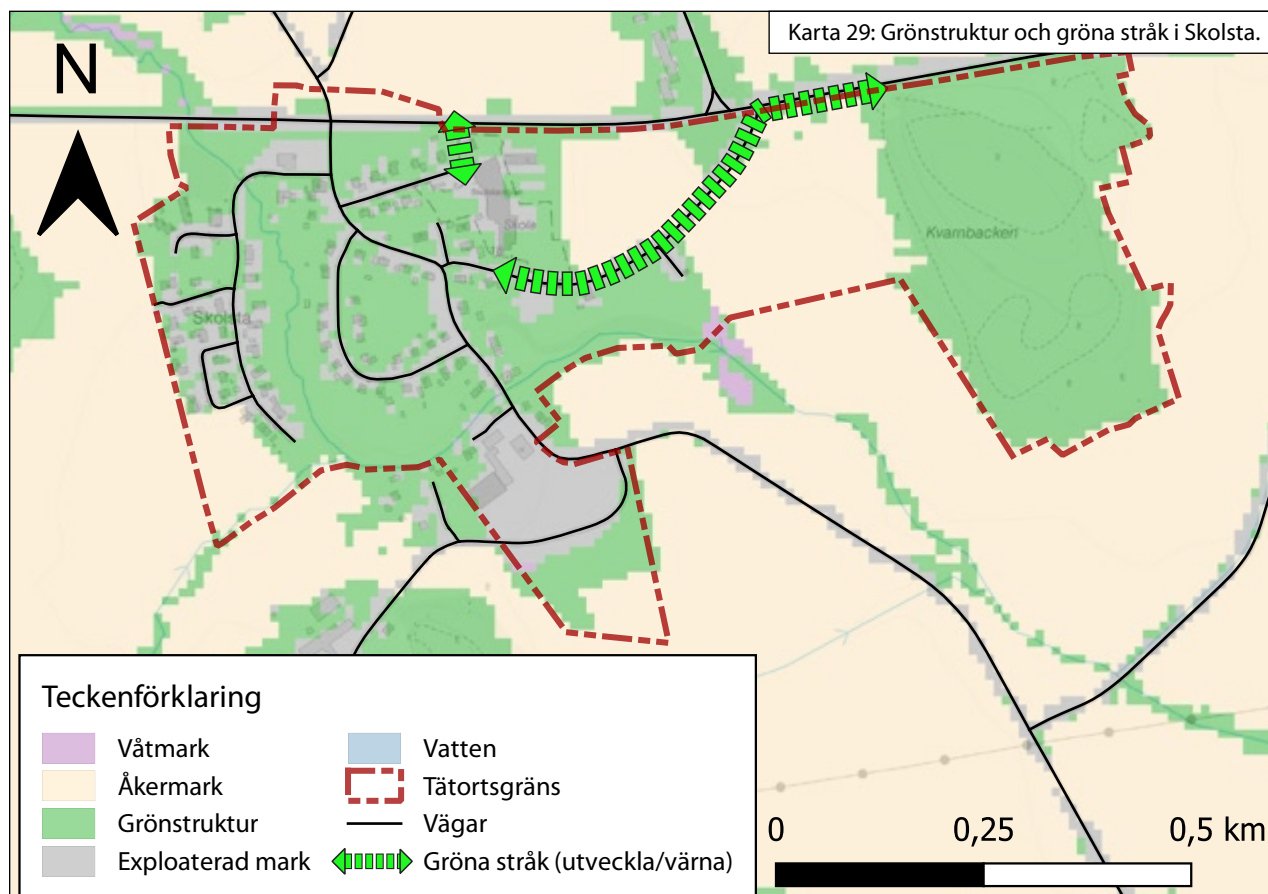 Karta 29: Grönstruktur och gröna stråk i Skolsta.
N
Kvarnbacken
Skola
Skolsta
Teckenförklaring
Våtmark
Åkermark
Grönstruktur
Exploaterad mark
Vatten
Tätortsgräns
Vägar
Gröna stråk (utveckla/värna)
0 0,25 0,5 km